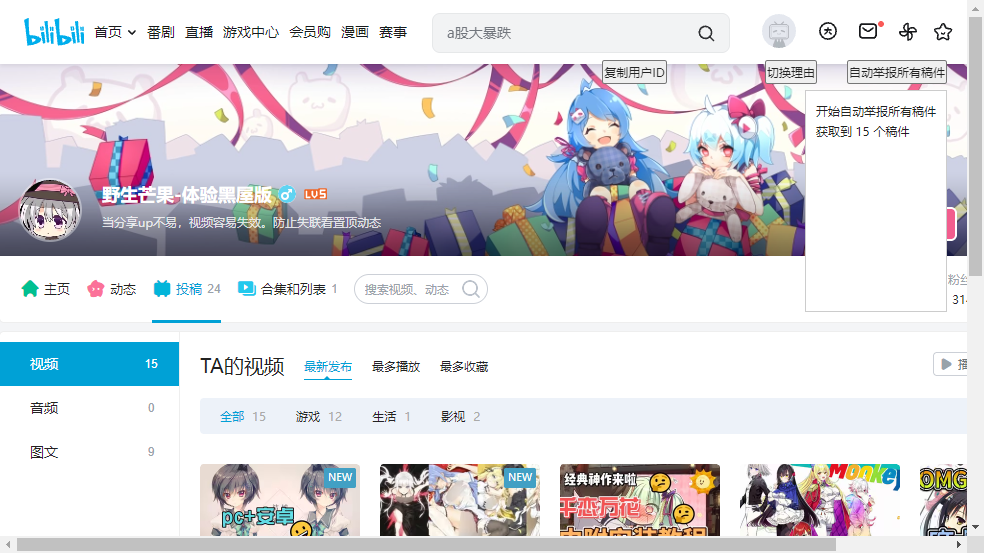 bilibili 首页 番剧 直播 游戏中心 会员购 漫画 赛事 a股大暴跌
复制用户ID 切换理由 自动举报所有稿件
开始自动举报所有稿件
获取到 15 个稿件
野生芒果-体验黑屋版 LV5
当分享up不易，视频容易失效。防止失联看置顶动态
主页 动态 投稿 24 合集和列表 1 搜索视频、动态 粉丝
314
视频 15
音频 0
图文 9
TA的视频 最新发布 最多播放 最多收藏 播
全部 15 游戏 12 生活 1 影视 2
NEW
pc+安卓
NEW
经典神作来啦
千恋万花
内附安装教程
Monkey
OMG